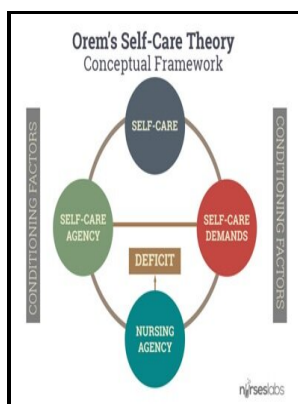 Orem's Self-Care Theory
Conceptual Framework
SELF-CARE
CONDITIONING FACTORS
CONDITIONING FACTORS
SELF-CARE
AGENCY
SELF-CARE
DEMANDS
DEFICIT
NURSING
AGENCY
nurseslabs